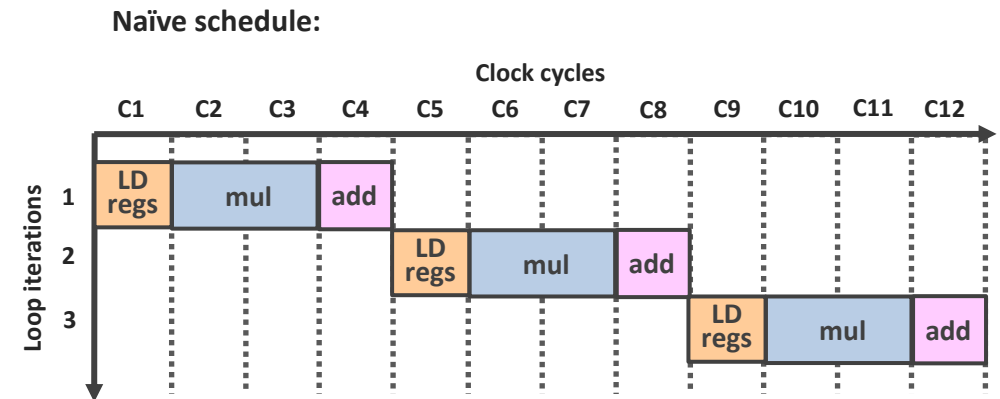 Naïve schedule:
Clock cycles
C1 C2 C3 C4 C5 C6 C7 C8 C9 C10 C11 C12
Loop iterations
1
LD
regs
mul
add
2
LD
regs
mul
add
3
LD
regs
mul
add